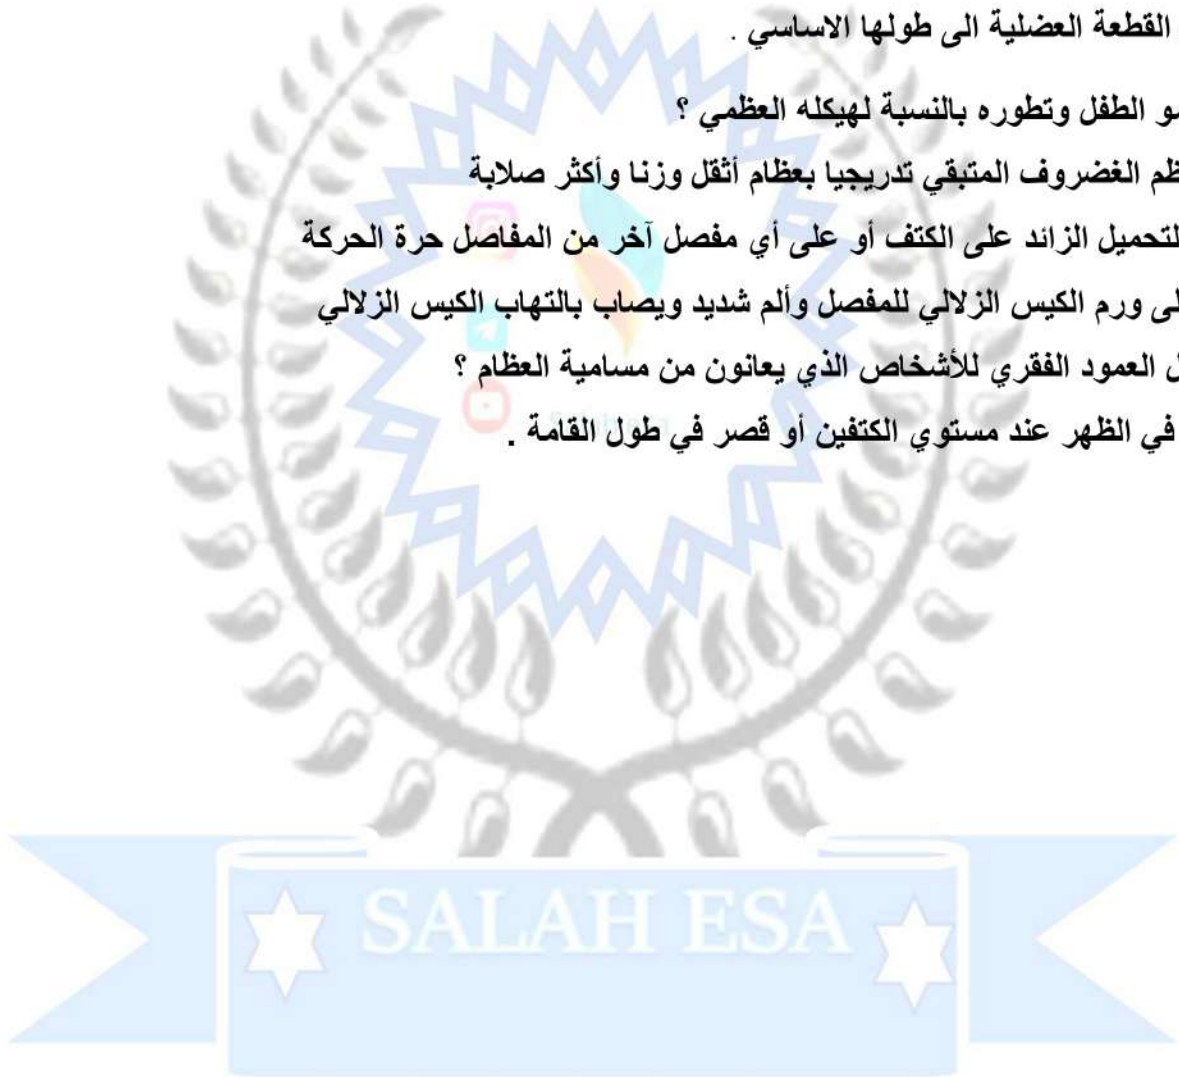 القطعة العضلية الى طولها الاساسي .
الطفل وتطوره بالنسبة لهيكله العظمي ؟
الغضروف المتبقي تدريجيا بعظام أثقل وزنا وأكثر صلابة
لتحميل الزائد على الكتف أو على أي مفصل آخر من المفاصل حرة الحركة
لى ورم الكيس الزلالي للمفصل وألم شديد ويصاب بالتهاب الكيس الزلالي
العمود الفقري للأشخاص الذي يعانون من مسامية العظام ؟
في الظهر عند مستوي الكتفين أو قصر في طول القامة .
SALAH ESA